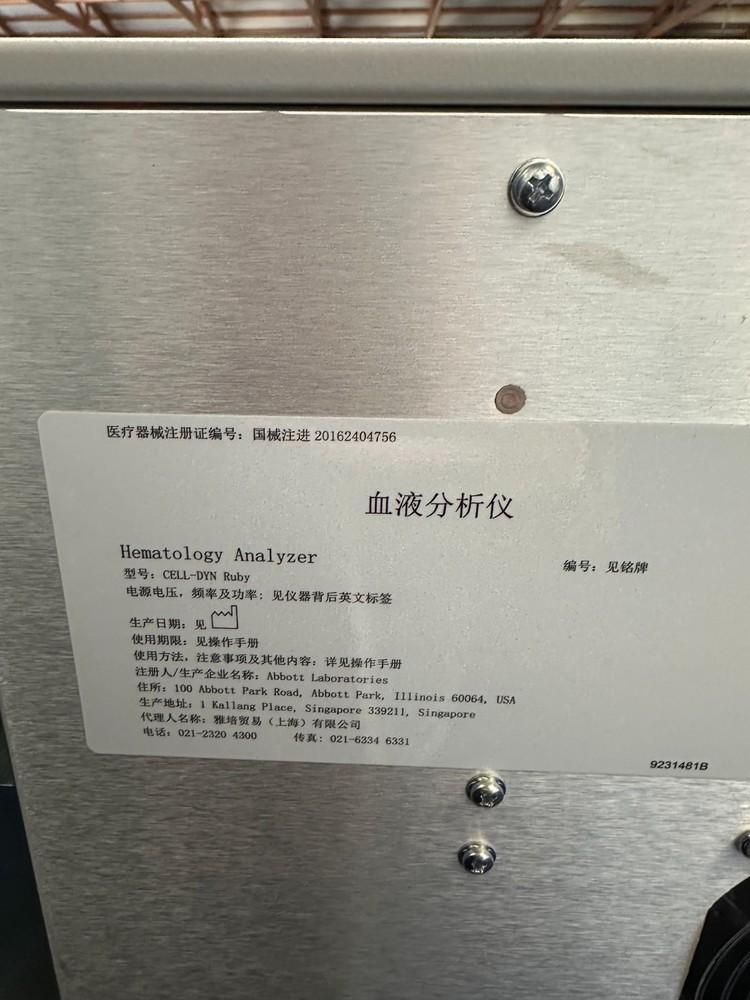 医疗器械注册证编号：国械注进 20162404756
血液分析仪
Hematology Analyzer
编号：见铭牌
型号：CELL-DYN Ruby
电源电压，频率及功率：见仪器背后英文标签
生产日期：见
使用期限：见操作手册
使用方法，注意事项及其他内容：详见操作手册
注册人/生产企业名称：Abbott Laboratories
住所：100 Abbott Park Road, Abbott Park, Illinois 60064, USA
生产地址：1 Kallang Place, Singapore 339211, Singapore
代理人名称：雅培贸易（上海）有限公司
电话：021-2320 4300 传真：021-6334 6331
9231481B